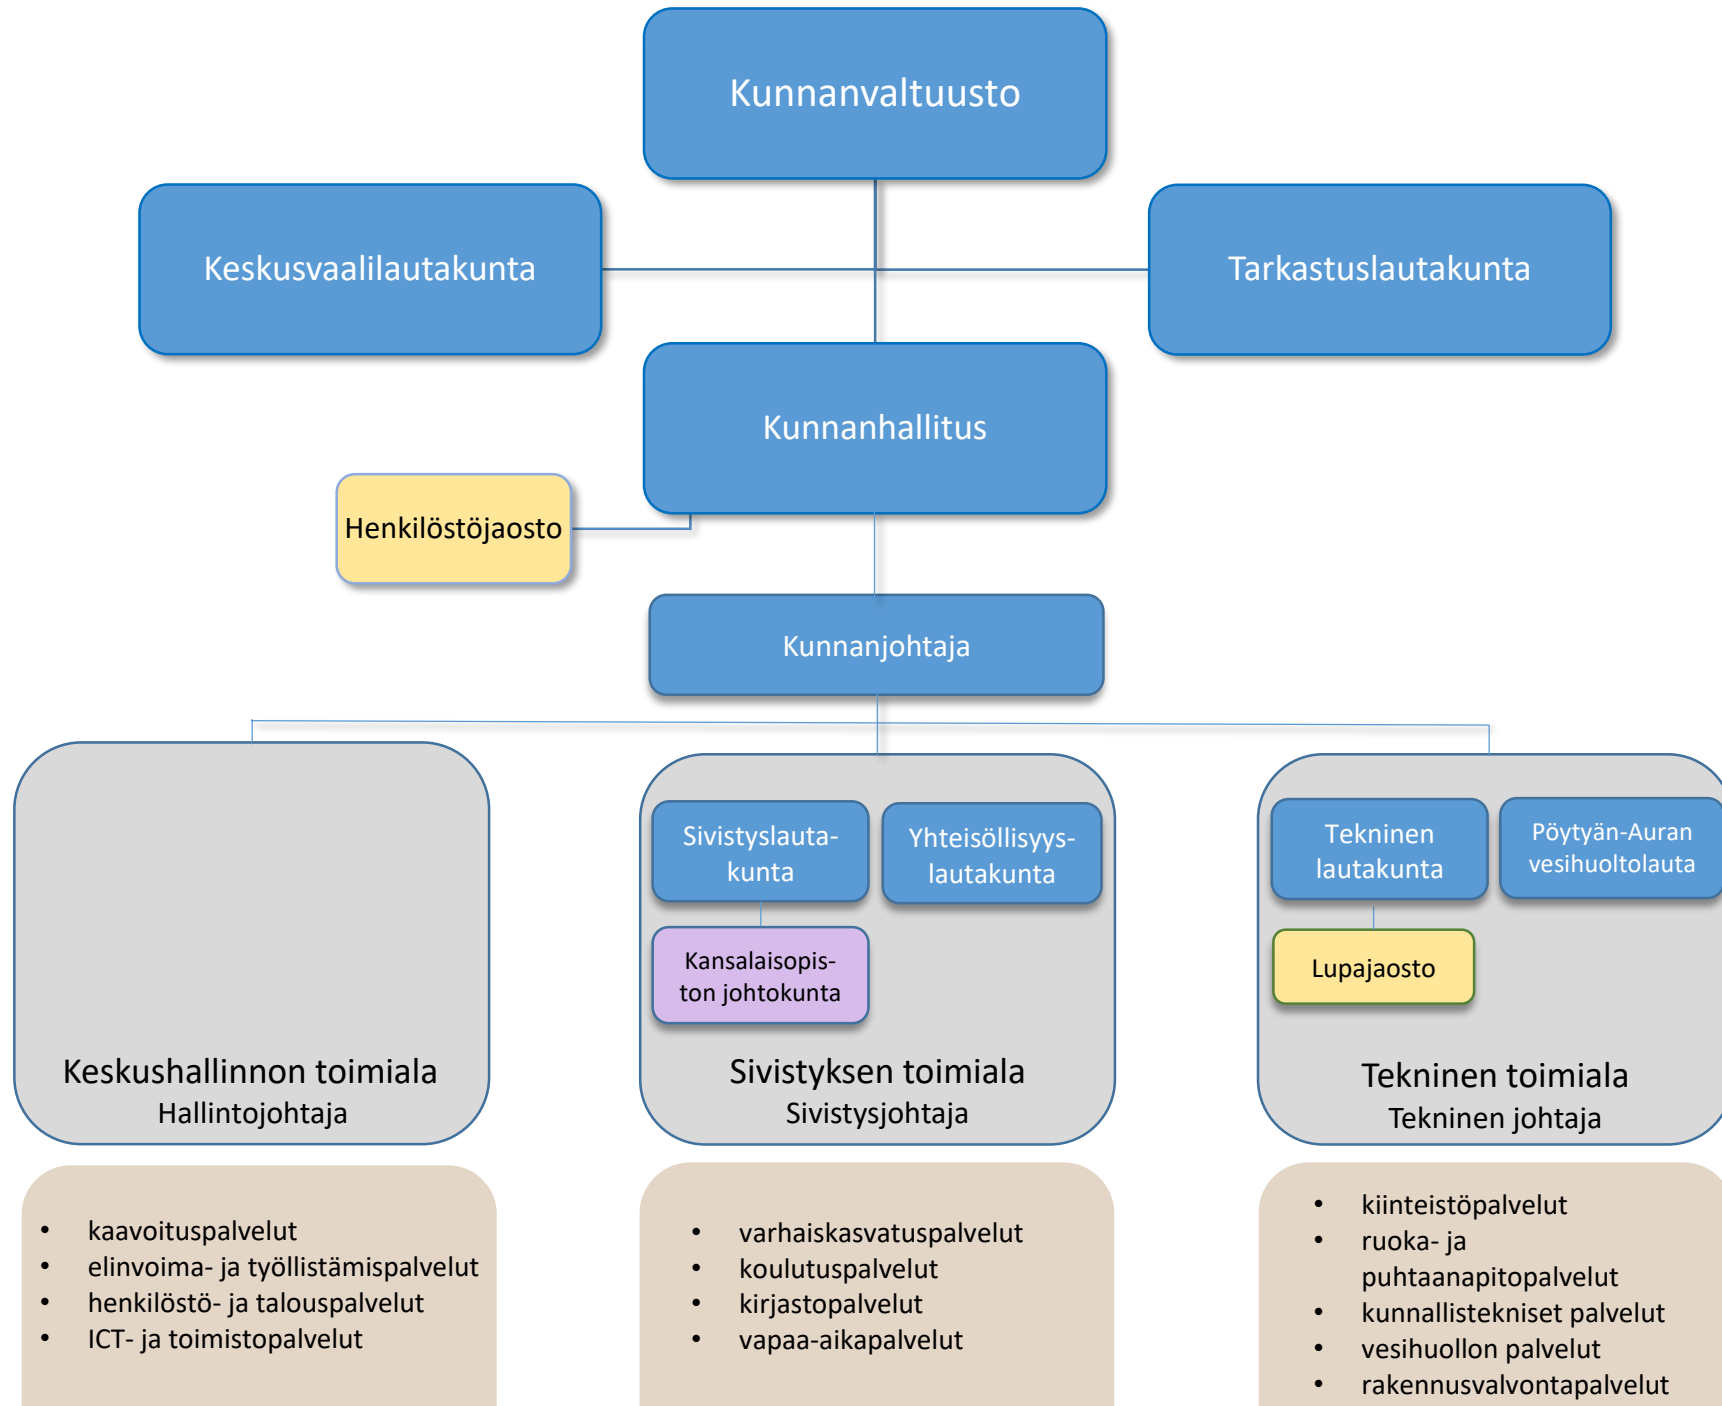 Kunnanvaltuusto
Keskusvaalilautakunta
Tarkastuslautakunta
Kunnanhallitus
Henkilöstöjaosto
Kunnanjohtaja
Sivistyslauta-
kunta
Yhteisöllisyys-
lautakunta
Kansalaisopis-
ton johtokunta
Tekninen
lautakunta
Pöytyän-Auran
vesihuoltolauta
Lupajaosto
Keskushallinnon toimiala
Hallintojohtaja
Sivistyksen toimiala
Sivistysjohtaja
Tekninen toimiala
Tekninen johtaja
• kaavoituspalvelut
• elinvoima- ja työllistämispalvelut
• henkilöstö- ja talouspalvelut
• ICT- ja toimistopalvelut
• varhaiskasvatuspalvelut
• koulutuspalvelut
• kirjastopalvelut
• vapaa-aikapalvelut
• kiinteistöpalvelut
• ruoka- ja
puhtaanapitopalvelut
• kunnallistekniset palvelut
• vesihuollon palvelut
• rakennusvalvontapalvelut